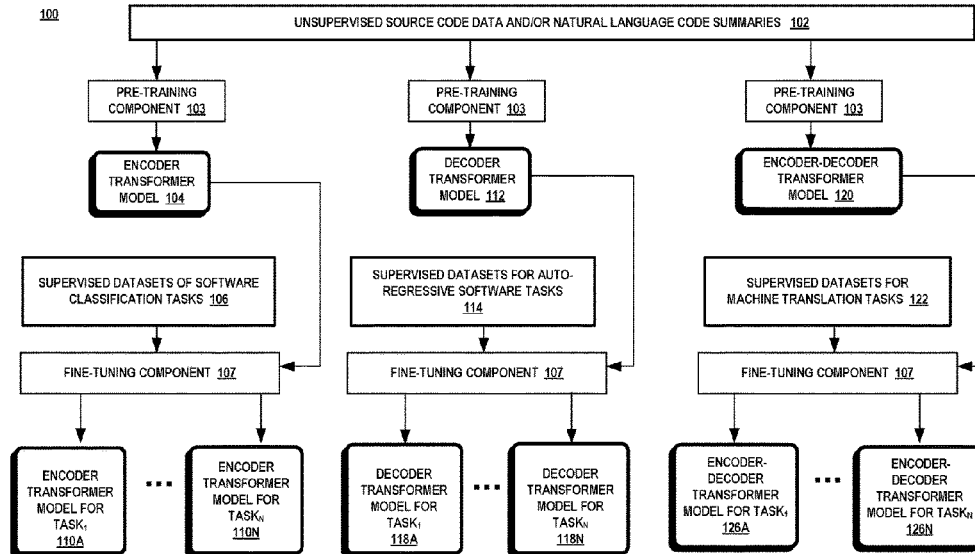 100
UNSUPERVISED SOURCE CODE DATA AND/OR NATURAL LANGUAGE CODE SUMMARIES 102
PRE-TRAINING
COMPONENT 103
PRE-TRAINING
COMPONENT 103
PRE-TRAINING
COMPONENT 103
ENCODER
TRANSFORMER
MODEL 104
DECODER
TRANSFORMER
MODEL 112
ENCODER-DECODER
TRANSFORMER
MODEL 120
SUPERVISED DATASETS OF SOFTWARE
CLASSIFICATION TASKS 106
SUPERVISED DATASETS FOR AUTO-
REGRESSIVE SOFTWARE TASKS
114
SUPERVISED DATASETS FOR
MACHINE TRANSLATION TASKS 122
FINE-TUNING COMPONENT 107
FINE-TUNING COMPONENT 107
FINE-TUNING COMPONENT 107
ENCODER
TRANSFORMER
MODEL FOR
TASK1
110A
...
ENCODER
TRANSFORMER
MODEL FOR
TASKN
110N
DECODER
TRANSFORMER
MODEL FOR TASK1
118A
...
DECODER
TRANSFORMER
MODEL FOR TASKN
118N
ENCODER-
DECODER
TRANSFORMER
MODEL FOR TASK1
126A
...
ENCODER-
DECODER
TRANSFORMER
MODEL FOR TASKN
126N